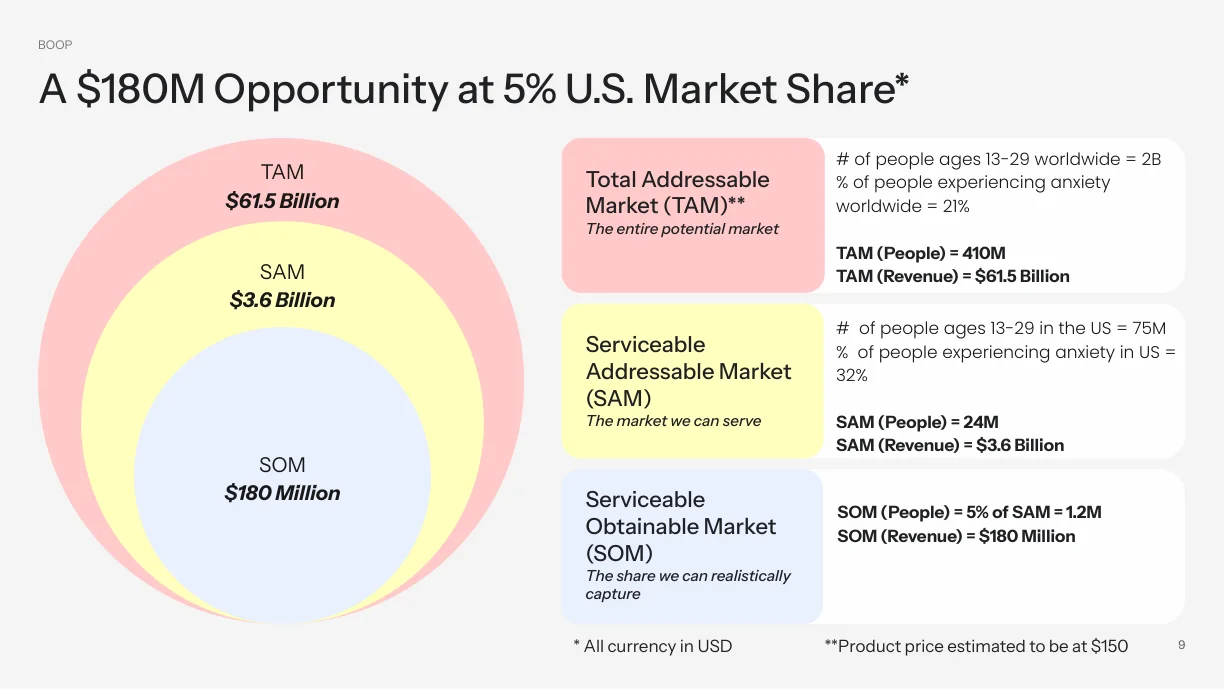 BOOP
A $180M Opportunity at 5% U.S. Market Share*
TAM
$61.5 Billion
SAM
$3.6 Billion
SOM
$180 Million
Total Addressable
Market (TAM)**
The entire potential market
# of people ages 13-29 worldwide = 2B
% of people experiencing anxiety
worldwide = 21%
TAM (People) = 410M
TAM (Revenue) = $61.5 Billion
Serviceable
Addressable Market
(SAM)
The market we can serve
# of people ages 13-29 in the US = 75M
% of people experiencing anxiety in US =
32%
SAM (People) = 24M
SAM (Revenue) = $3.6 Billion
Serviceable
Obtainable Market
(SOM)
The share we can realistically
capture
SOM (People) = 5% of SAM = 1.2M
SOM (Revenue) = $180 Million
* All currency in USD
**Product price estimated to be at $150
9